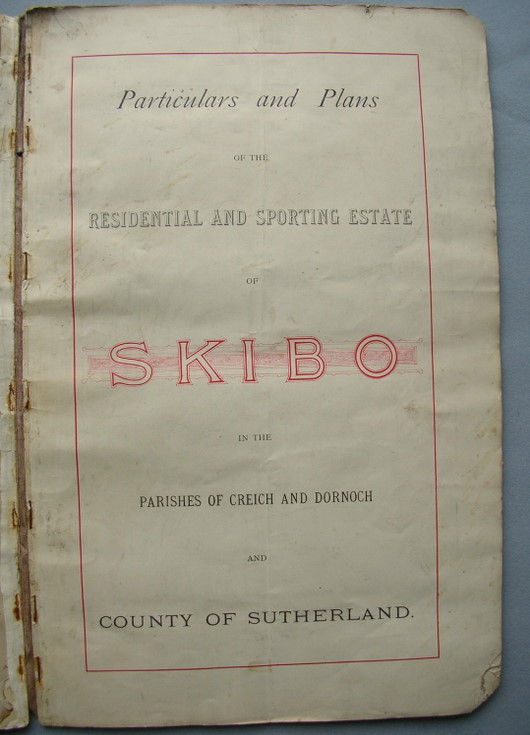 Particulars and Plans
OF THE
RESIDENTIAL AND SPORTING ESTATE
OF
SKIBO
IN THE
PARISHES OF CREICH AND DORNOCH
AND
COUNTY OF SUTHERLAND.